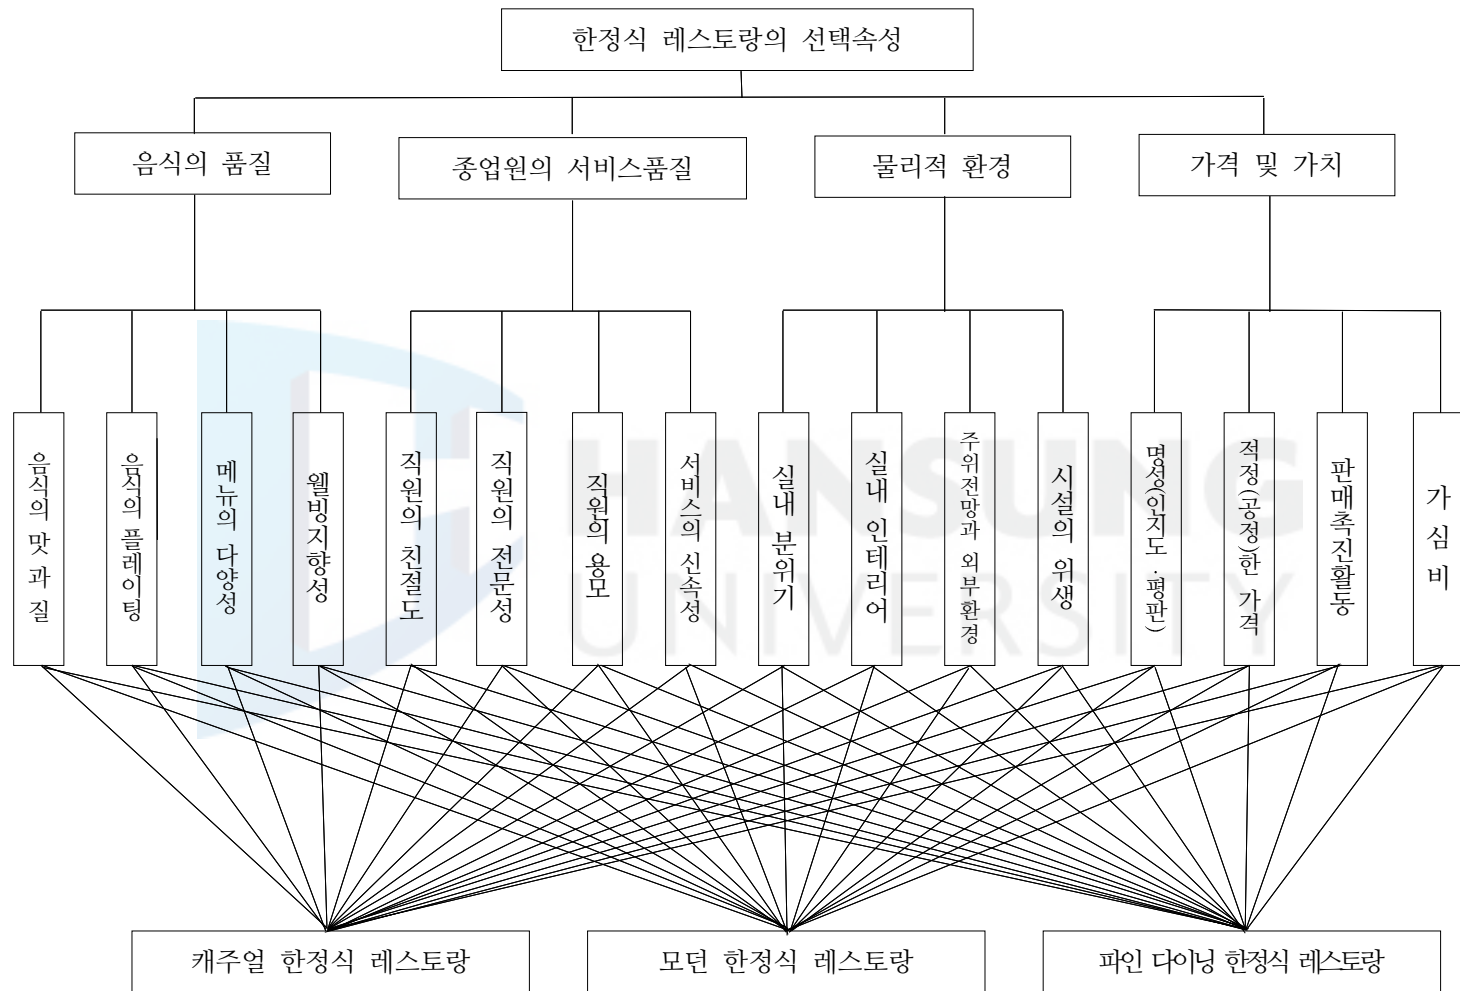 한정식 레스토랑의 선택속성
음식의 품질
종업원의 서비스품질
물리적 환경
가격 및 가치
음식의 맛 과 질
음식의 플레이팅
메뉴의 다양성
웰빙지향성
직원의 친절도
직원의 전문성
직원의 용모
서비스의 신속성
실내 분위기
실내 인테리어
주위전망과 외부환경
시설의 위생
명성(인지도·평판)
적정(공정)한 가격
판매촉진활동
가심비
HANSUNG
UNIVERSITY
캐주얼 한정식 레스토랑
모던 한정식 레스토랑
파인 다이닝 한정식 레스토랑